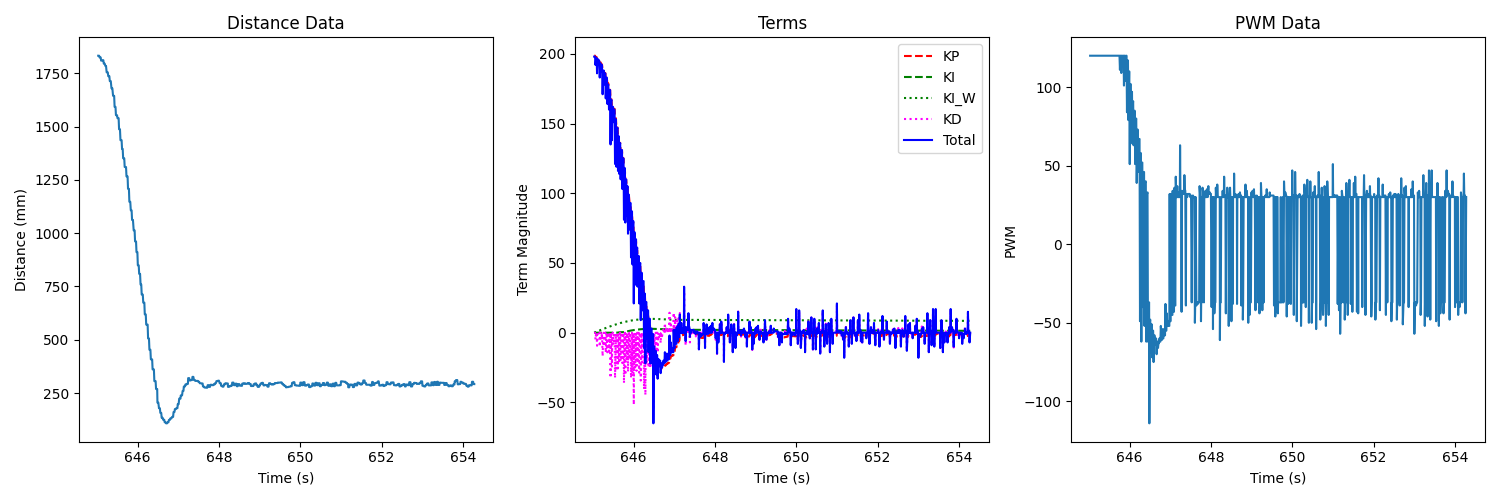 Distance Data
Distance (mm)
1750
1500
1250
1000
750
500
250
646
648
650
652
654
Time (s)
Terms
Term Magnitude
200
150
100
50
0
−50
KP
KI
KI_W
KD
Total
646
648
650
652
654
Time (s)
PWM Data
PWM
100
50
0
−50
−100
646
648
650
652
654
Time (s)